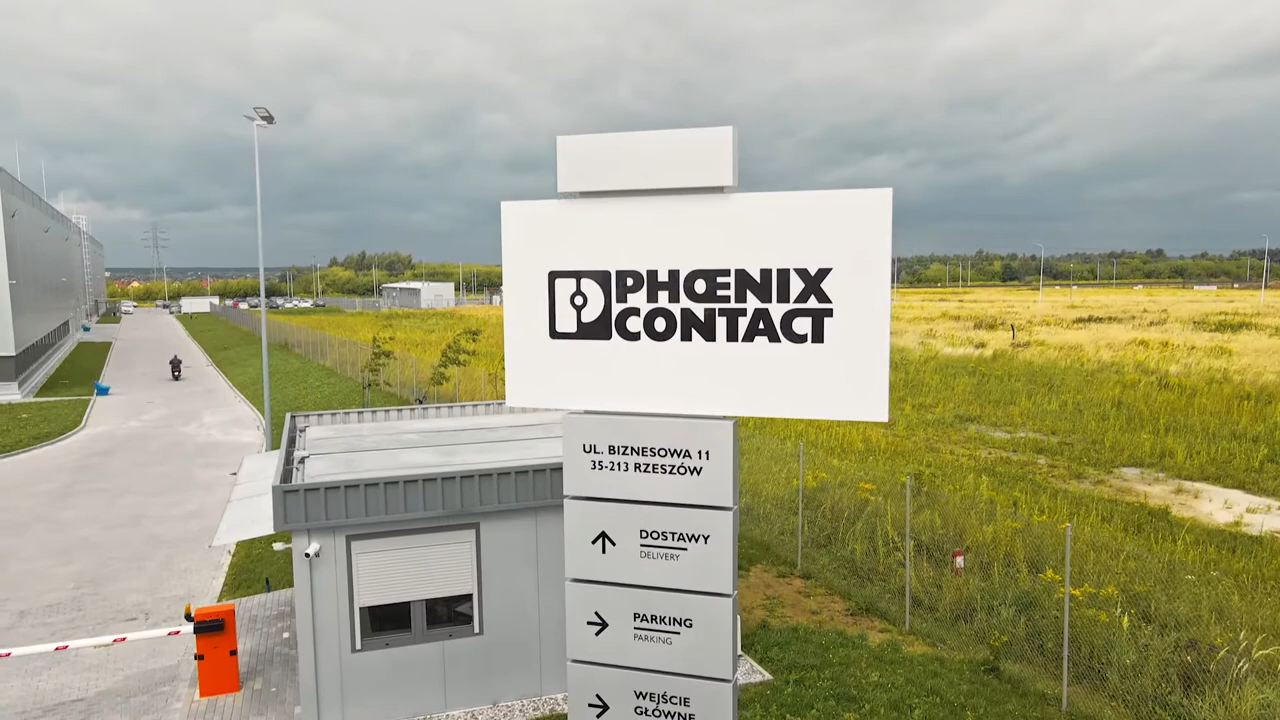 PHŒNIX
CONTACT
UL. BIZNESOWA 11
35-213 RZESZÓW
DOSTAWY
DELIVERY
PARKING
PARKING
WEJŚCIE
GŁÓWNE